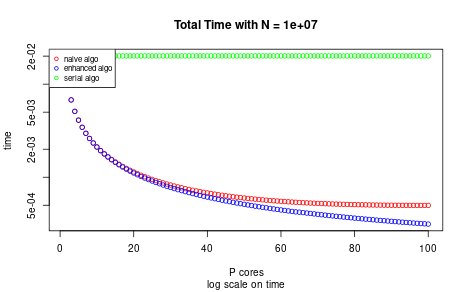 Total Time with N = 1e+07
naive algo
enhanced algo
serial algo
time
2e-02
5e-03
2e-03
5e-04
0 20 40 60 80 100
P cores
log scale on time